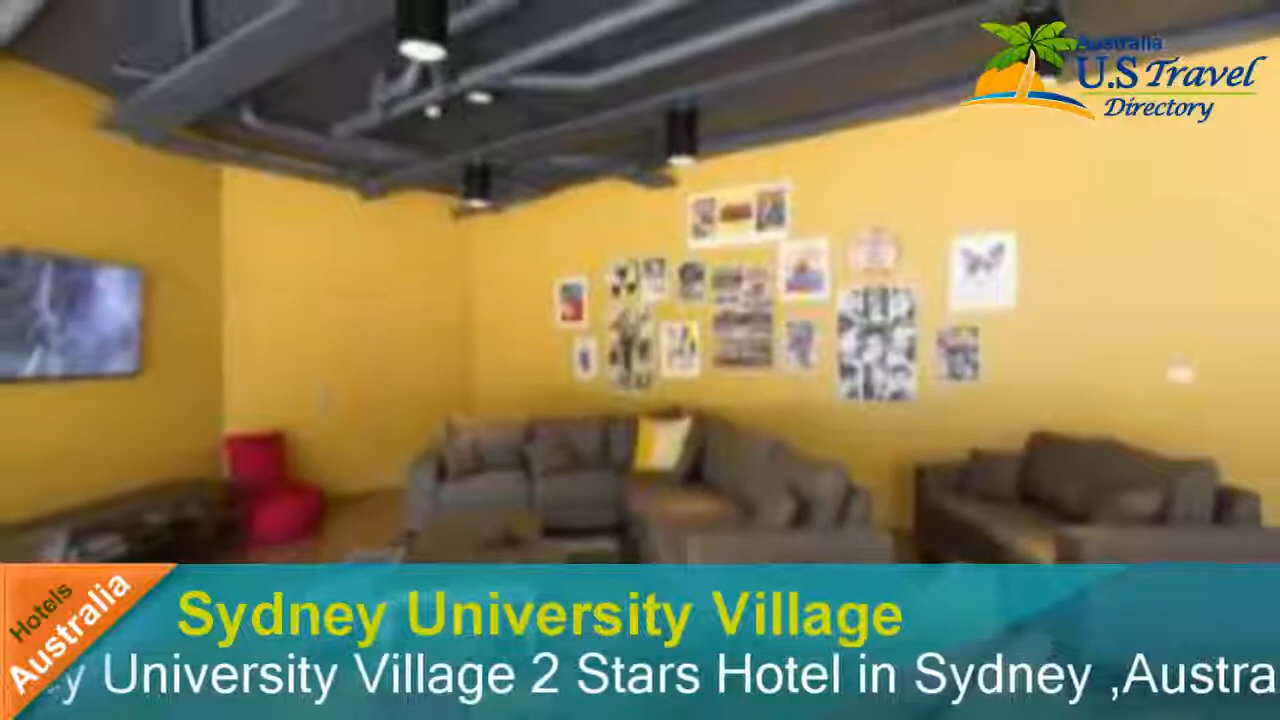 Australia
U.S Travel
Directory
Hotels
Australia
Sydney University Village
y University Village 2 Stars Hotel in Sydney ,Austra